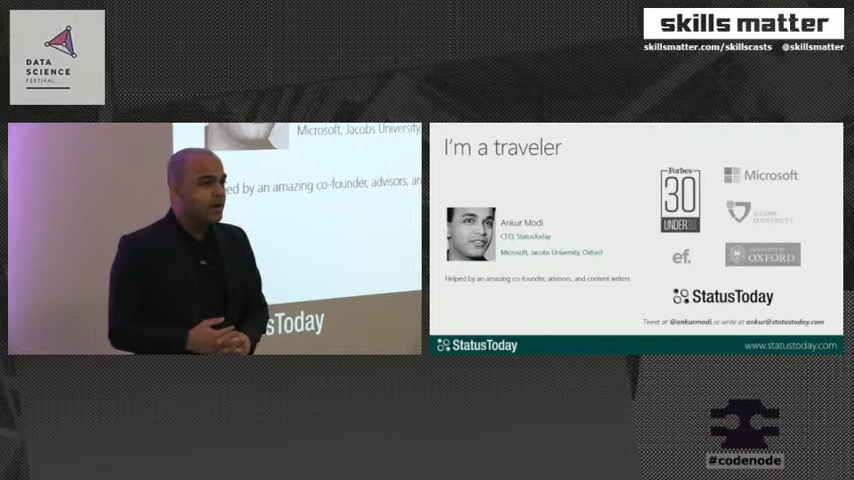 DATA
SCIENCE
FESTIVAL
skills matter
skillsmatter.com/skillscasts @skillsmatter
Microsoft, Jacobs University,
ed by an amazing co-founder, advisors, an
sToday
I'm a traveler
Ankur Modi
CEO, StatusToday
Microsoft, Jacobs University, Oxford
Helped by an amazing co-founder, advisors, and content writers
Forbes
30
UNDER30
Microsoft
JACOBS
UNIVERSITY
ef.
UNIVERSITY OF
OXFORD
StatusToday
Tweet at @ankurmodi or write at ankur@statustoday.com
StatusToday
www.statustoday.com
#codenode